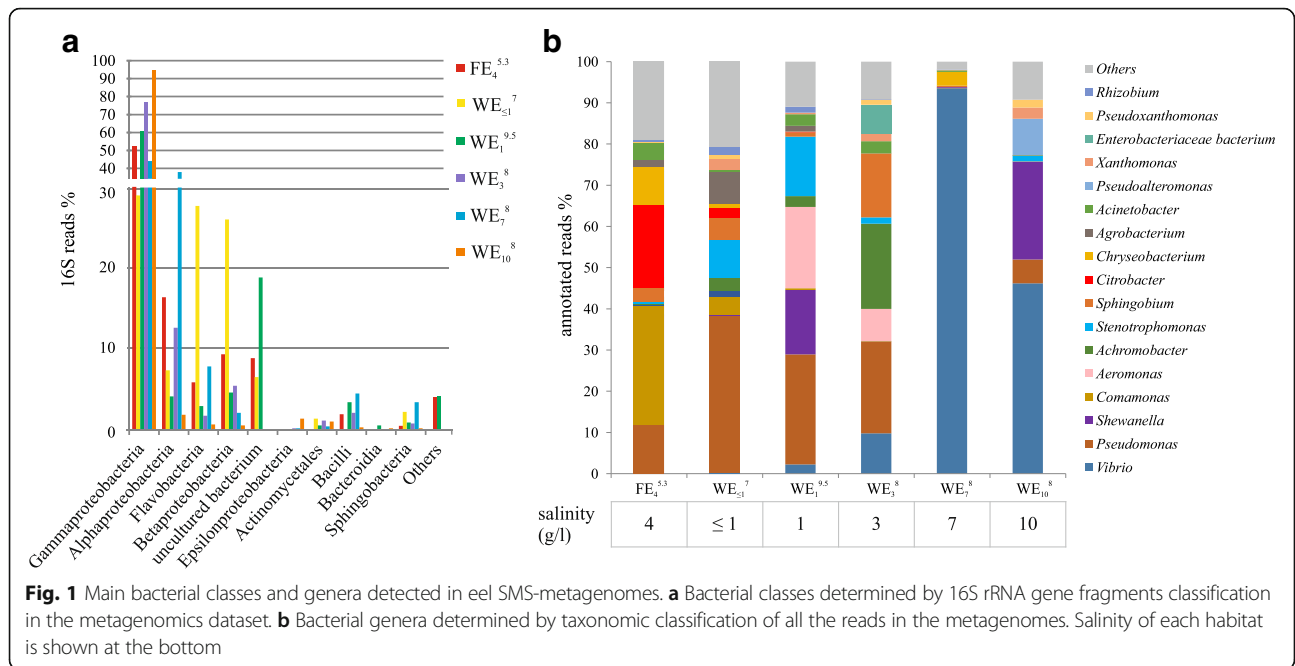 a
100
90
80
70
60
50
40
30
20
10
0
16S reads %
FE4 5.3
WE≤1 7
WE1 9.5
WE3 8
WE7 8
WE10 8
Gammaproteobacteria
Alphaproteobacteria
Flavobacteria
Betaproteobacteria
uncultured bacterium
Epsilonproteobacteria
Actinomycetales
Bacilli
Bacteroidia
Sphingobacteria
Others
b
100
90
80
70
60
50
40
30
20
10
0
annotated reads %
Others
Rhizobium
Pseudoxanthomonas
Enterobacteriaceae bacterium
Xanthomonas
Pseudoalteromonas
Acinetobacter
Agrobacterium
Chryseobacterium
Citrobacter
Sphingobium
Stenotrophomonas
Achromobacter
Aeromonas
Comamonas
Shewanella
Pseudomonas
Vibrio
FE4 5.3 WE≤1 7 WE1 9.5 WE3 8 WE7 8 WE10 8
salinity
(g/l)
4 ≤ 1 1 3 7 10
Fig. 1 Main bacterial classes and genera detected in eel SMS-metagenomes. a Bacterial classes determined by 16S rRNA gene fragments classification
in the metagenomics dataset. b Bacterial genera determined by taxonomic classification of all the reads in the metagenomes. Salinity of each habitat
is shown at the bottom